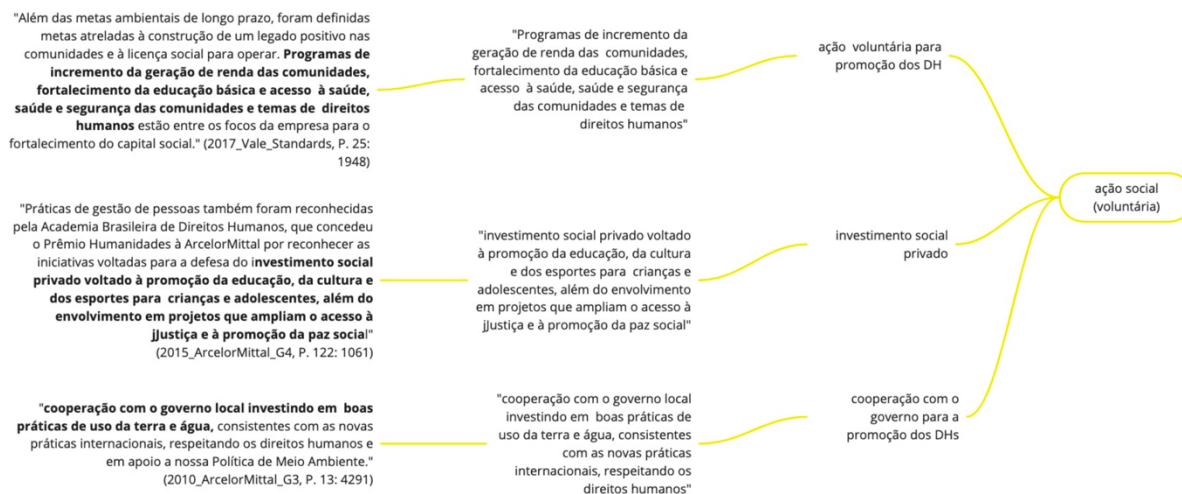 "Além das metas ambientais de longo prazo, foram definidas
metas atreladas à construção de um legado positivo nas
comunidades e à licença social para operar. Programas de
incremento da geração de renda das comunidades,
fortalecimento da educação básica e acesso à saúde,
saúde e segurança das comunidades e temas de direitos
humanos estão entre os focos da empresa para o
fortalecimento do capital social." (2017_Vale_Standards, P. 25:
1948)
"Programas de incremento da
geração de renda das comunidades,
fortalecimento da educação básica e
acesso à saúde, saúde e segurança
das comunidades e temas de
direitos humanos"
ação voluntária para
promoção dos DH
"Práticas de gestão de pessoas também foram reconhecidas
pela Academia Brasileira de Direitos Humanos, que concedeu
o Prêmio Humanidades à ArcelorMittal por reconhecer as
iniciativas voltadas para a defesa do investimento social
privado voltado à promoção da educação, da cultura e
dos esportes para crianças e adolescentes, além do
envolvimento em projetos que ampliam o acesso à
jJustiça e à promoção da paz social"
(2015_ArcelorMittal_G4, P. 122: 1061)
"investimento social privado voltado
à promoção da educação, da cultura
e dos esportes para crianças e
adolescentes, além do envolvimento
em projetos que ampliam o acesso à
jJustiça e à promoção da paz social"
investimento social
privado
ação social
(voluntária)
"cooperação com o governo local investindo em boas
práticas de uso da terra e água, consistentes com as novas
práticas internacionais, respeitando os direitos humanos e
em apoio a nossa Política de Meio Ambiente."
(2010_ArcelorMittal_G3, P. 13: 4291)
"cooperação com o governo local
investindo em boas práticas de
uso da terra e água, consistentes
com as novas práticas
internacionais, respeitando os
direitos humanos"
cooperação com o
governo para a
promoção dos DHs